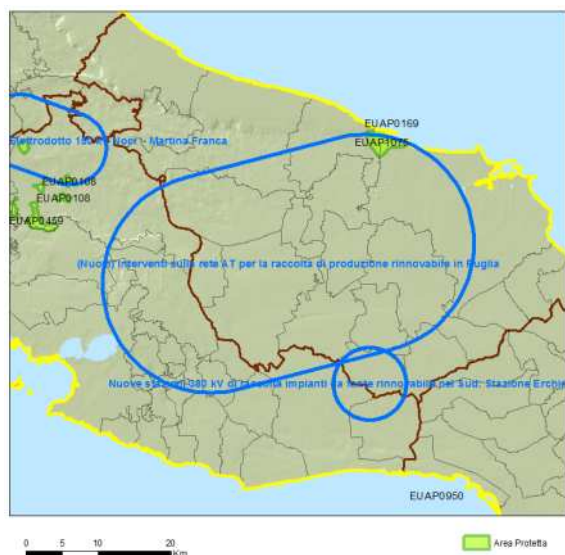 EUAP0169
EUAP1075
Elettrodotto 150 kV Noci - Martina Franca
EUAP0108
EUAP0108
EUAP0459
(Nuovi) Interventi sulla rete AT per la raccolta di produzione rinnovabile in Puglia
Nuove stazioni 380 kV di raccolta impianti da fonte rinnovabile nel Sud: Stazione Erchie
EUAP0950
0 5 10 20
Km
Area Protetta